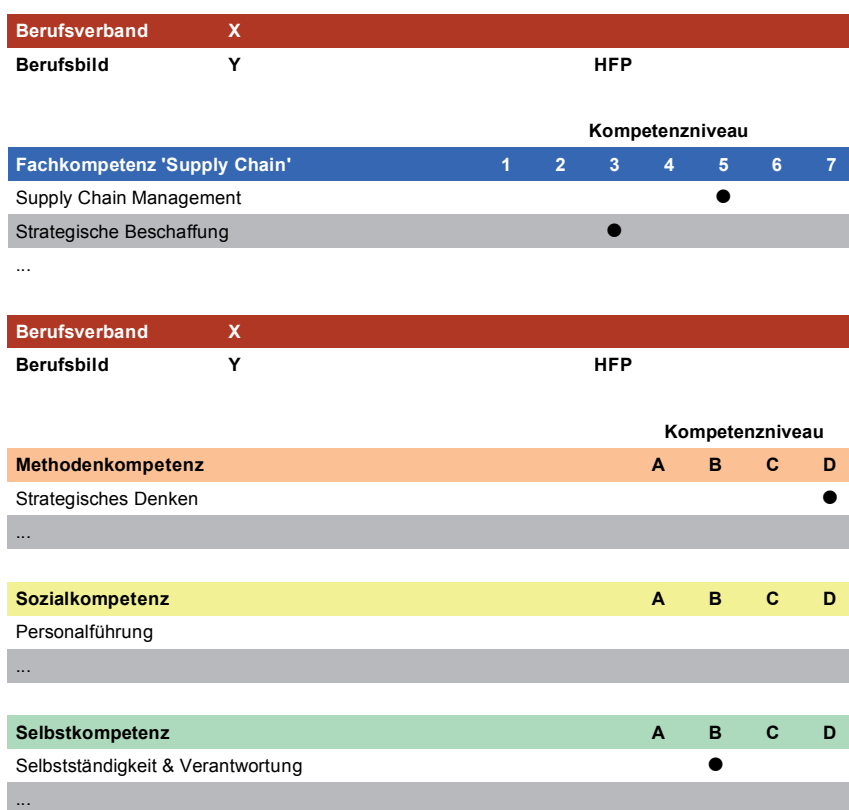 Berufsverband X
Berufsbild Y HFP
Kompetenzniveau
Fachkompetenz 'Supply Chain' 1 2 3 4 5 6 7
Supply Chain Management ●
Strategische Beschaffung ●
...
Berufsverband X
Berufsbild Y HFP
Kompetenzniveau
Methodenkompetenz A B C D
Strategisches Denken ●
...
Sozialkompetenz A B C D
Personalführung
...
Selbstkompetenz A B C D
Selbstständigkeit & Verantwortung ●
...